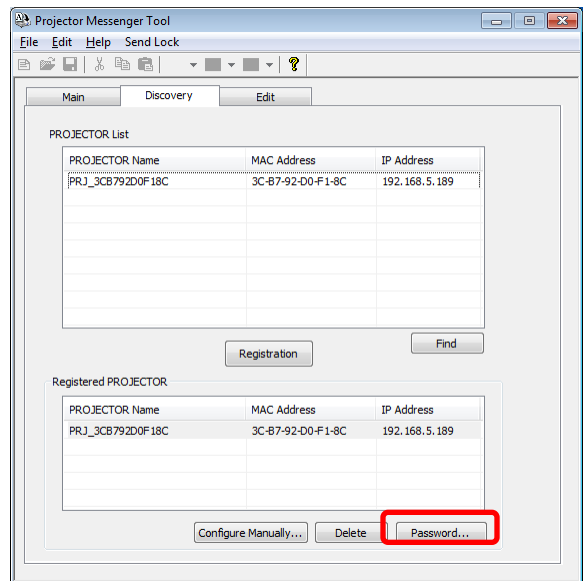 Projector Messenger Tool
File Edit Help Send Lock
Main Discovery Edit
PROJECTOR List
PROJECTOR Name MAC Address IP Address
PRJ_3CB792D0F18C 3C-B7-92-D0-F1-8C 192.168.5.189
Find
Registration
Registered PROJECTOR
PROJECTOR Name MAC Address IP Address
PRJ_3CB792D0F18C 3C-B7-92-D0-F1-8C 192.168.5.189
Configure Manually... Delete Password...